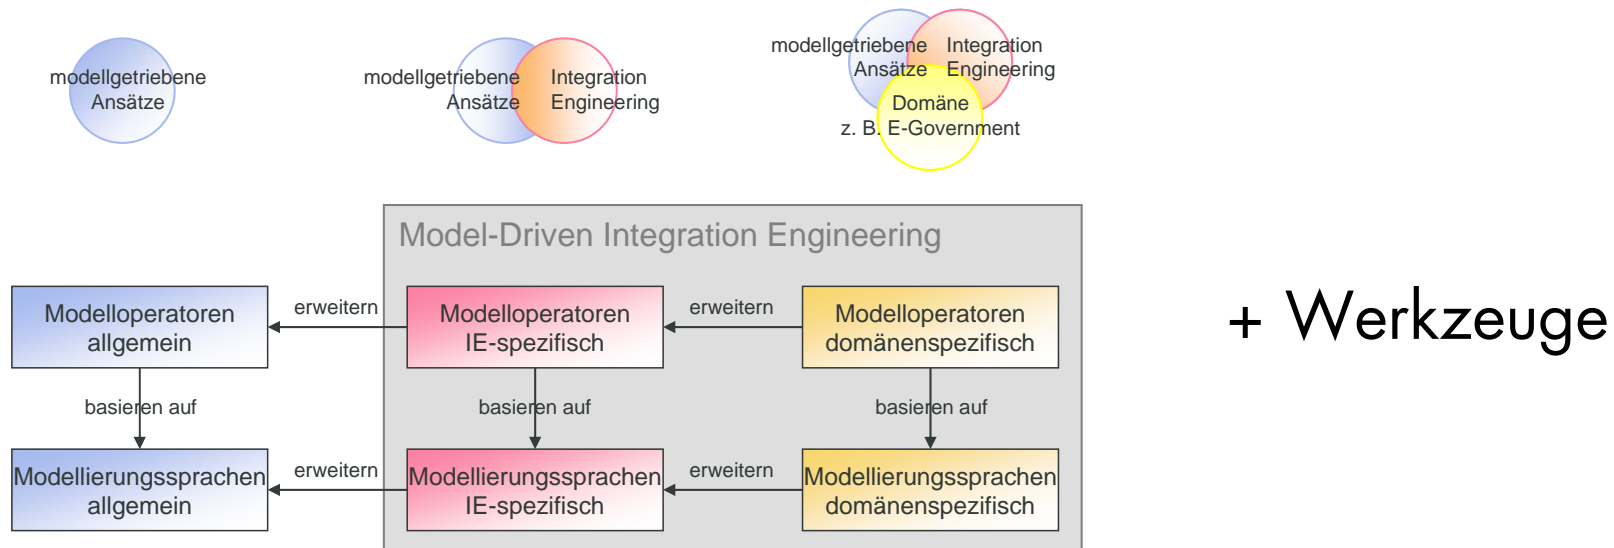 modellgetriebene
Ansätze
modellgetriebene
Ansätze
Integration
Engineering
modellgetriebene
Ansätze
Integration
Engineering
Domäne
z. B. E-Government
Model-Driven Integration Engineering
Modelloperatoren
allgemein
erweitern
Modelloperatoren
IE-spezifisch
erweitern
Modelloperatoren
domänenspezifisch
+ Werkzeuge
basieren auf
basieren auf
basieren auf
Modellierungssprachen
allgemein
erweitern
Modellierungssprachen
IE-spezifisch
erweitern
Modellierungssprachen
domänenspezifisch